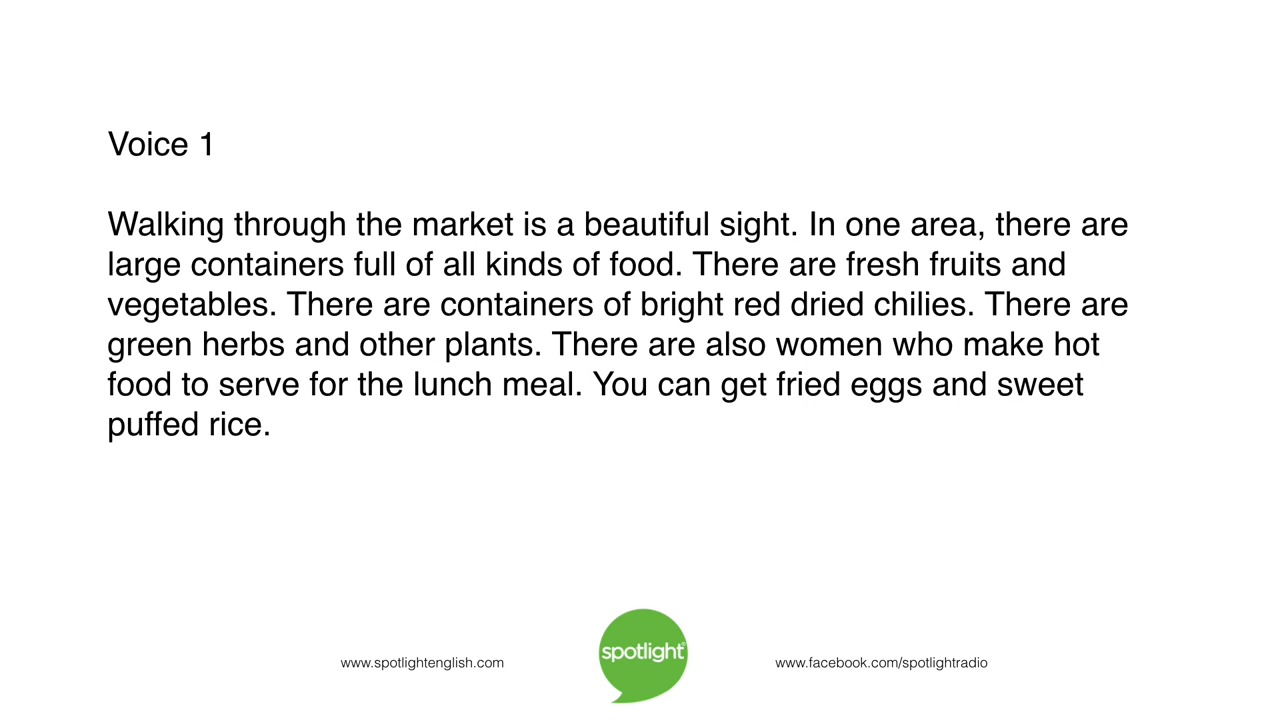 Voice 1
Walking through the market is a beautiful sight. In one area, there are
large containers full of all kinds of food. There are fresh fruits and
vegetables. There are containers of bright red dried chilies. There are
green herbs and other plants. There are also women who make hot
food to serve for the lunch meal. You can get fried eggs and sweet
puffed rice.
www.spotlightenglish.com
spotlight®
www.facebook.com/spotlightradio